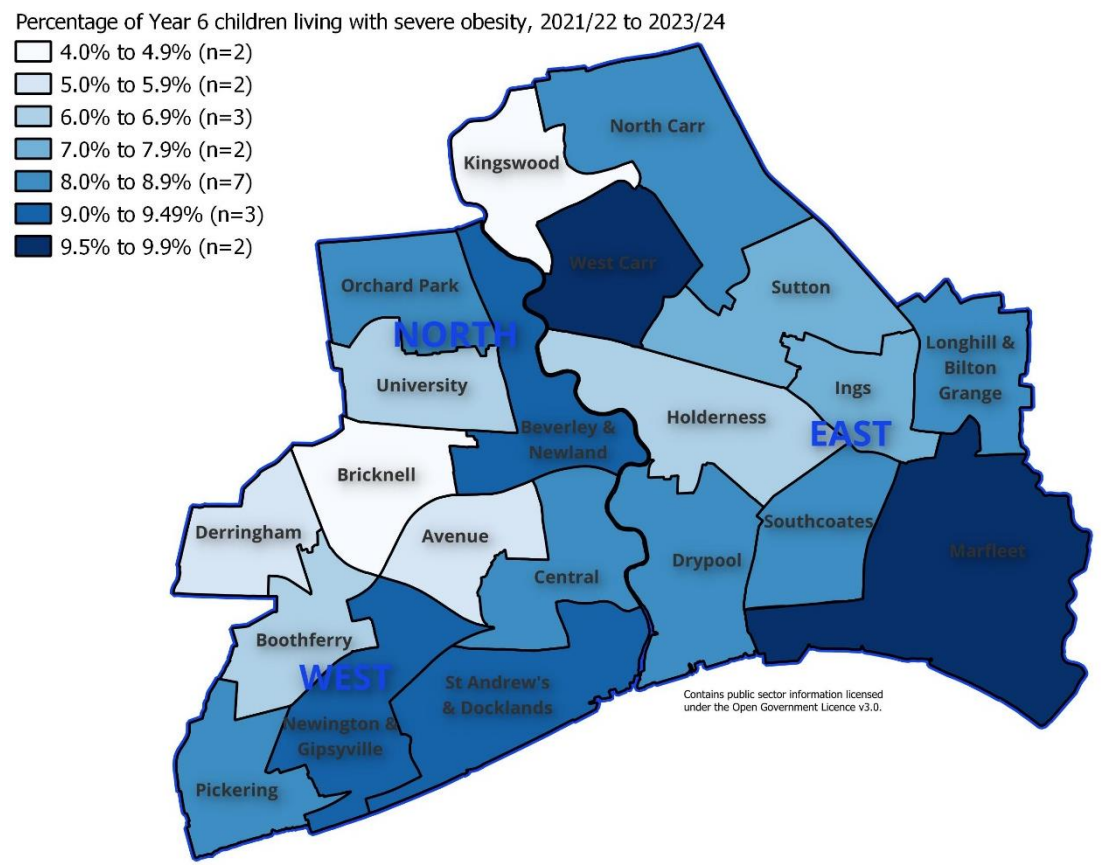 Percentage of Year 6 children living with severe obesity, 2021/22 to 2023/24
4.0% to 4.9% (n=2)
5.0% to 5.9% (n=2)
6.0% to 6.9% (n=3)
7.0% to 7.9% (n=2)
8.0% to 8.9% (n=7)
9.0% to 9.49% (n=3)
9.5% to 9.9% (n=2)
North Carr
Kingswood
West Carr
Orchard Park
Sutton
NORTH
Longhill &
Bilton
Grange
University
Ings
Holderness
EAST
Beverley &
Newland
Bricknell
Derringham
Avenue
Southcoates
Marfleet
Drypool
Central
Boothferry
WEST
St Andrew's
& Docklands
Newington &
Gipsyville
Pickering
Contains public sector information licensed
under the Open Government Licence v3.0.